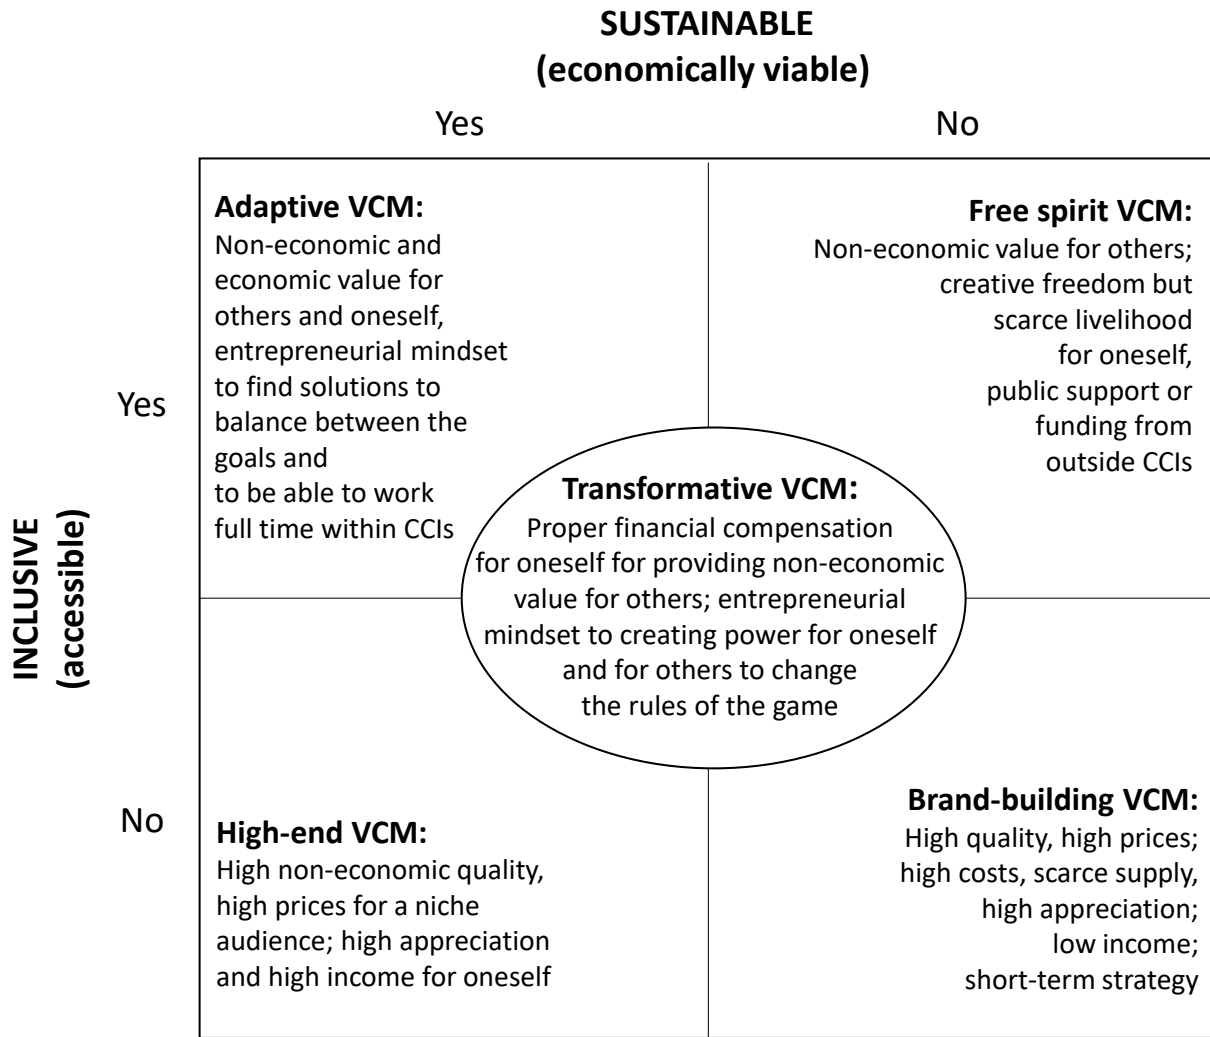 SUSTAINABLE
(economically viable)
Yes
No
INCLUSIVE
(accessible)
Yes
Adaptive VCM:
Non-economic and
economic value for
others and oneself,
entrepreneurial mindset
to find solutions to
balance between the
goals and
to be able to work
full time within CCIs
Free spirit VCM:
Non-economic value for others;
creative freedom but
scarce livelihood
for oneself,
public support or
funding from
outside CCIs
Transformative VCM:
Proper financial compensation
for oneself for providing non-economic
value for others; entrepreneurial
mindset to creating power for oneself
and for others to change
the rules of the game
No
High-end VCM:
High non-economic quality,
high prices for a niche
audience; high appreciation
and high income for oneself
Brand-building VCM:
High quality, high prices;
high costs, scarce supply,
high appreciation;
low income;
short-term strategy